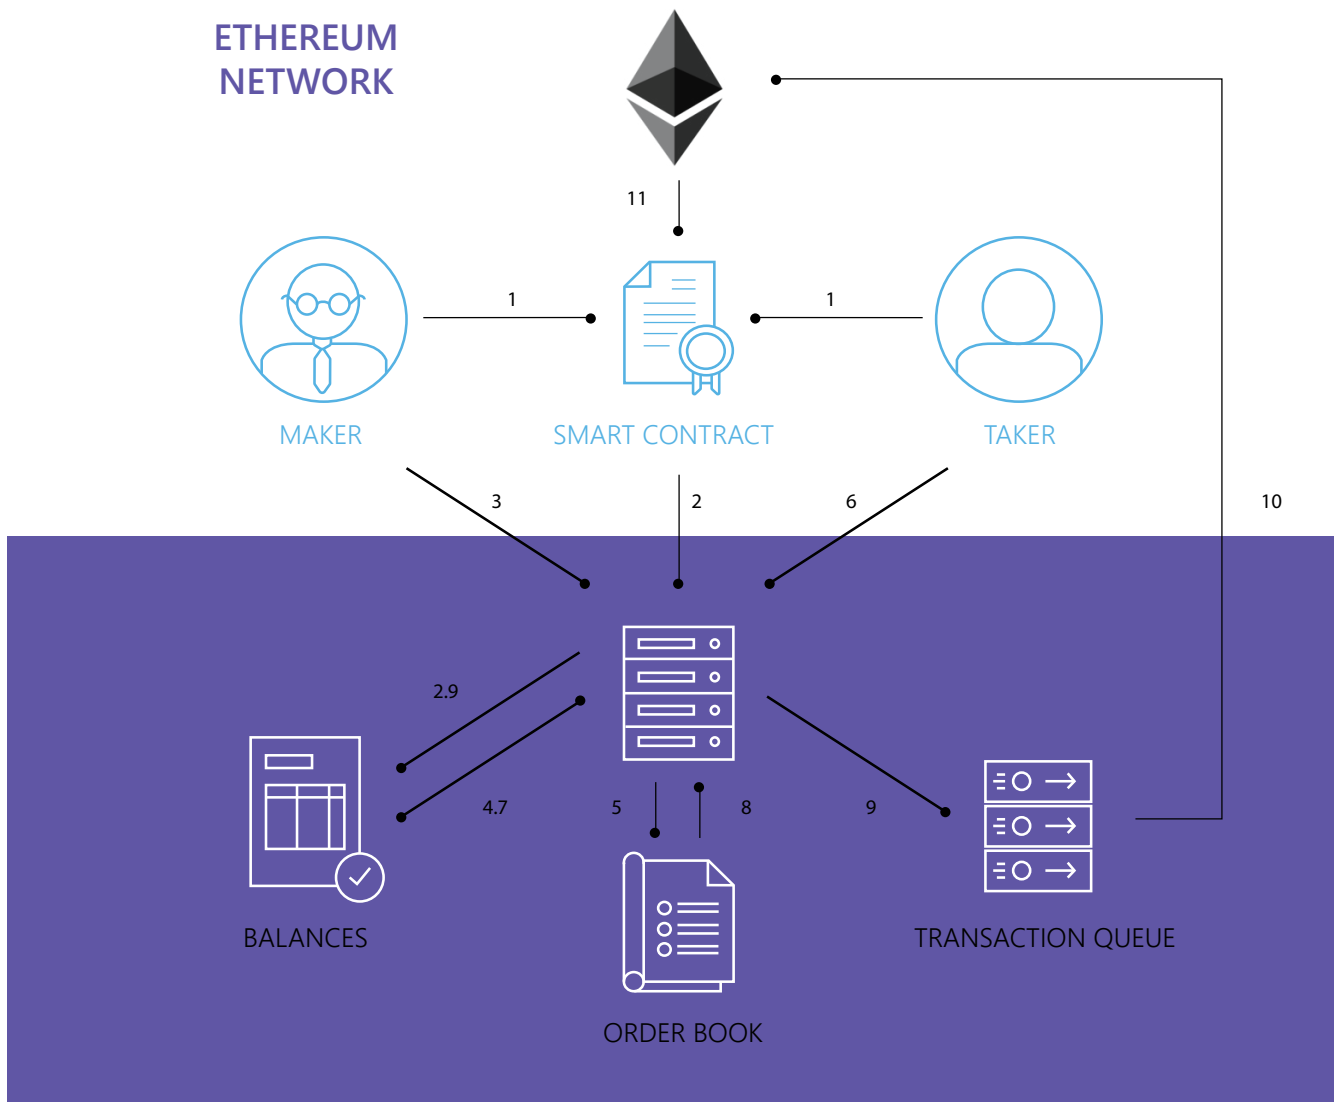 ETHEREUM
NETWORK
11
1
1
MAKER
SMART CONTRACT
TAKER
3
2
6
10
2.9
4.7
5
8
9
BALANCES
TRANSACTION QUEUE
ORDER BOOK